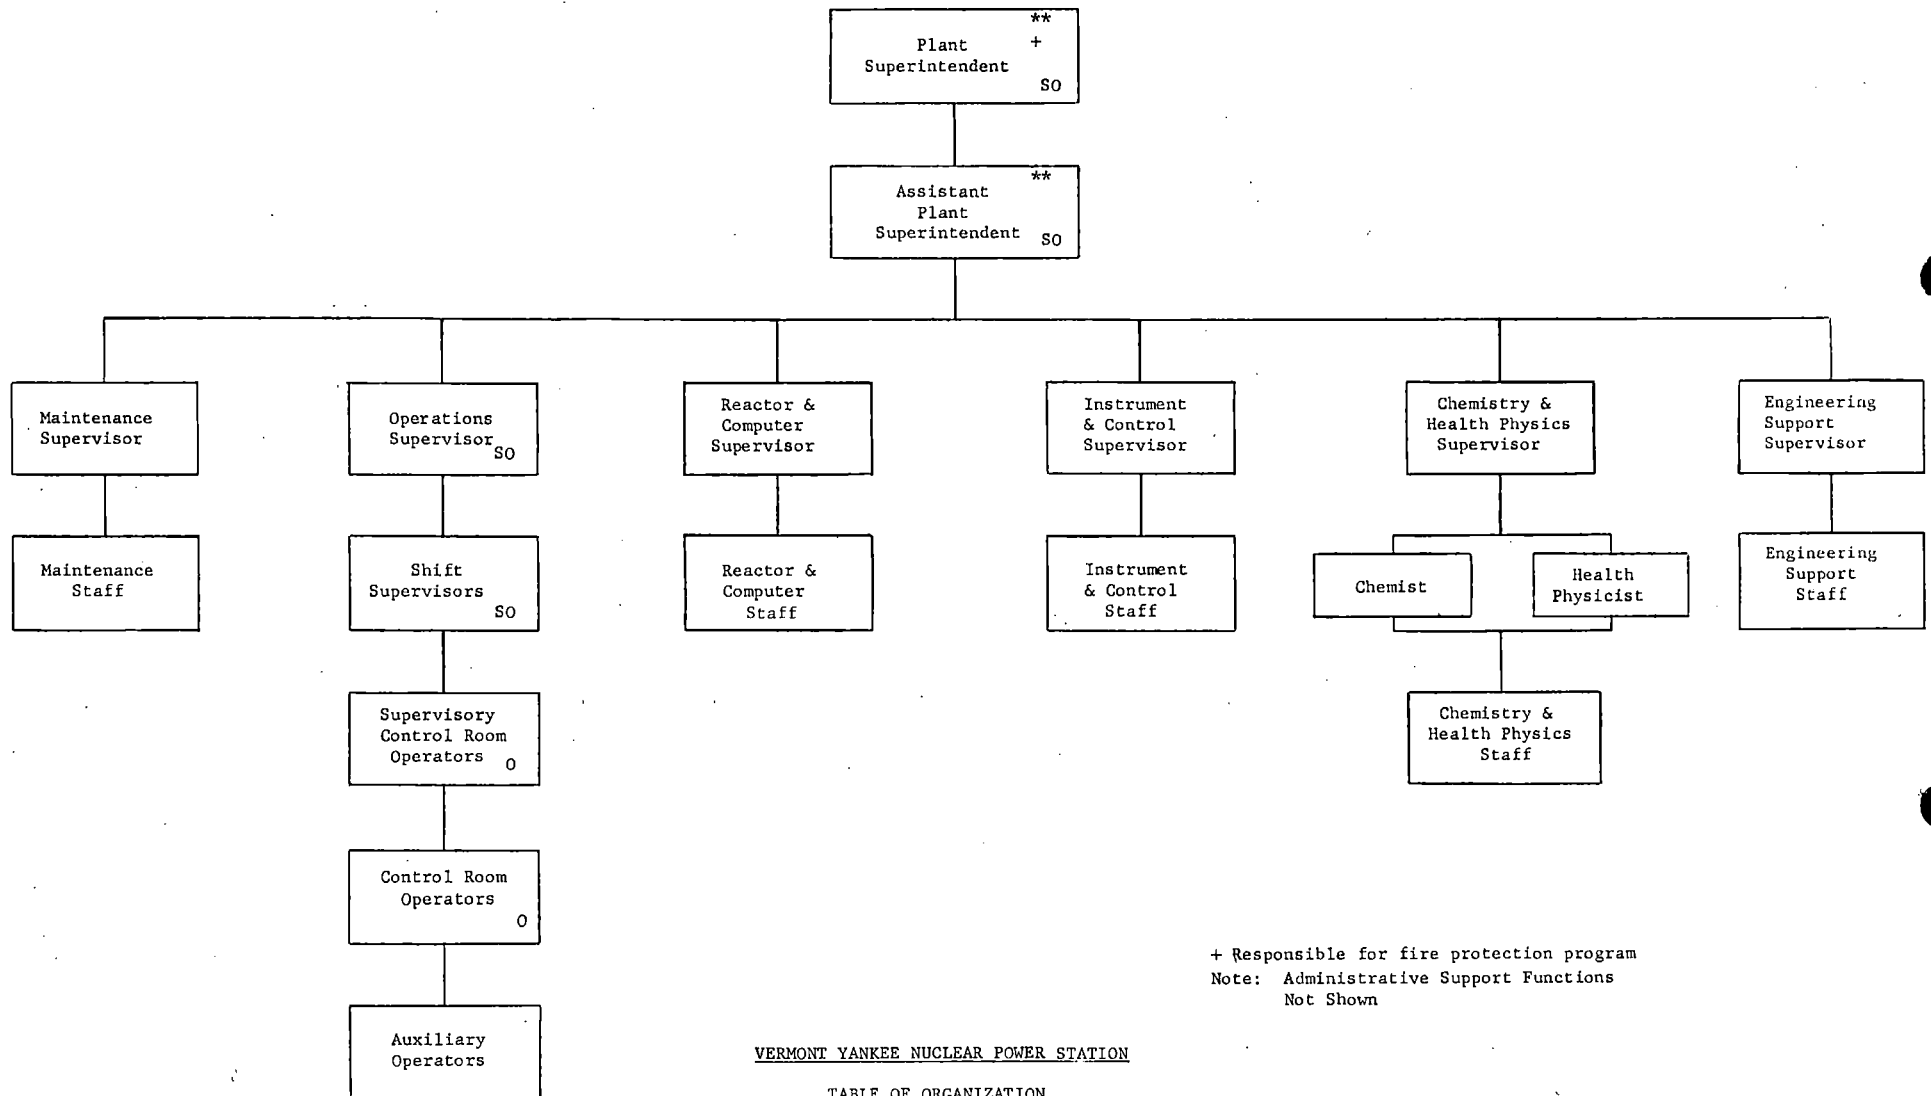 **
Plant +
Superintendent
SO
**
Assistant
Plant
Superintendent SO
Maintenance
Supervisor
Operations
Supervisor SO
Reactor &
Computer
Supervisor
Instrument
& Control
Supervisor
Chemistry &
Health Physics
Supervisor
Engineering
Support
Supervisor
Maintenance
Staff
Shift
Supervisors
SO
Reactor &
Computer
Staff
Instrument
& Control
Staff
Chemist
Health
Physicist
Engineering
Support
Staff
Supervisory
Control Room
Operators O
Chemistry &
Health Physics
Staff
Control Room
Operators
O
Auxiliary
Operators
+ Responsible for fire protection program
Note: Administrative Support Functions
Not Shown
VERMONT YANKEE NUCLEAR POWER STATION
TABLE OF ORGANIZATION